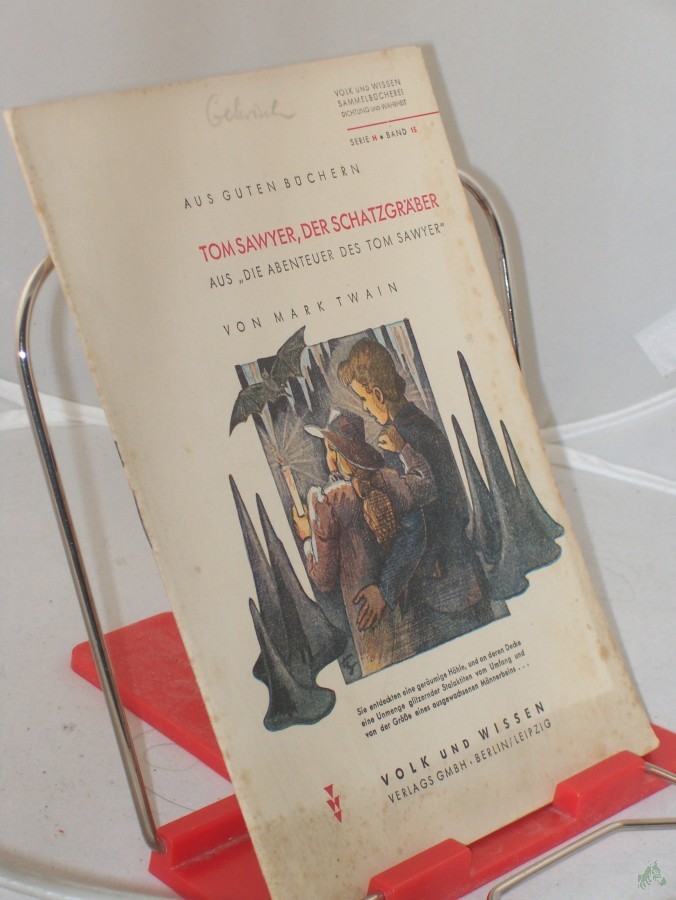 VOLK UND WISSEN
SAMMELBÜCHEREI
DICHTUNG UND WAHRHEIT
SERIE H • BAND 15
AUS GUTEN BÜCHERN
TOM SAWYER, DER SCHATZGRÄBER
AUS „DIE ABENTEUER DES TOM SAWYER“
VON MARK TWAIN
Sie entdeckten eine geräumige Höhle, und an deren Decke
eine Unmenge glitzernder Stalaktiten vom Umfang und
von der Größe eines ausgewachsenen Männerbeins . . .
VOLK UND WISSEN
VERLAGS GMBH · BERLIN/LEIPZIG